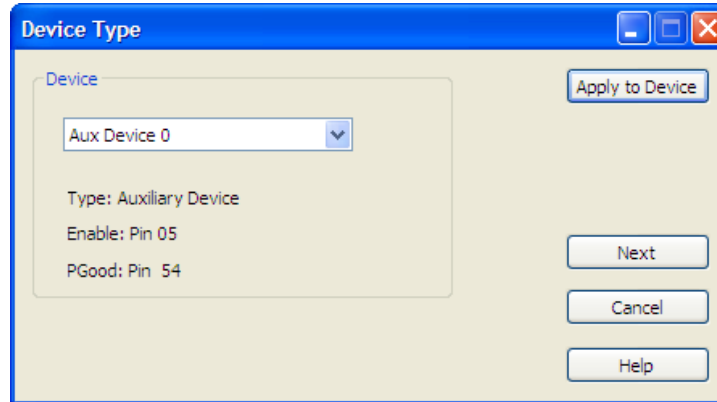 Device Type
Device
Apply to Device
Aux Device 0
Type: Auxiliary Device
Enable: Pin 05
Next
PGood: Pin 54
Cancel
Help